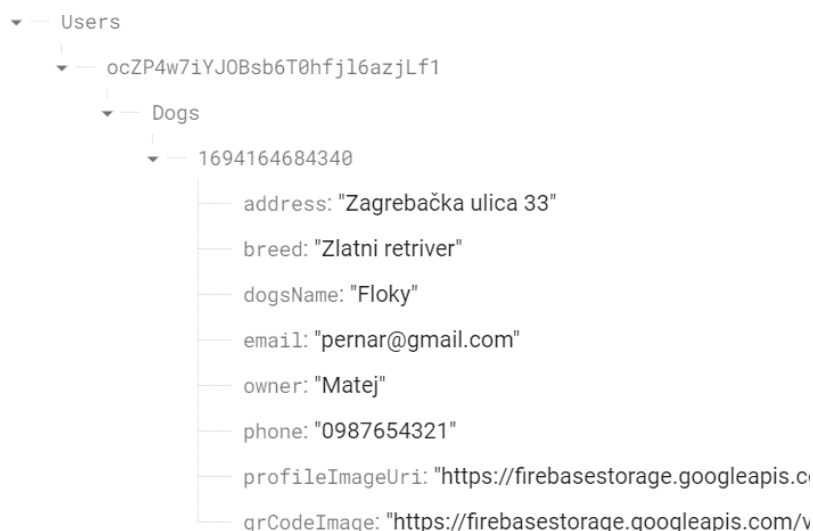 Users
ocZP4w7iYJOBsb6T0hfjl6azjLf1
Dogs
1694164684340
address: "Zagrebačka ulica 33"
breed: "Zlatni retriver"
dogsName: "Floky"
email: "pernar@gmail.com"
owner: "Matej"
phone: "0987654321"
profileImageUri: "https://firebasestorage.googleapis.c
qrCodeImage: "https://firebasestorage.googleapis.com/v